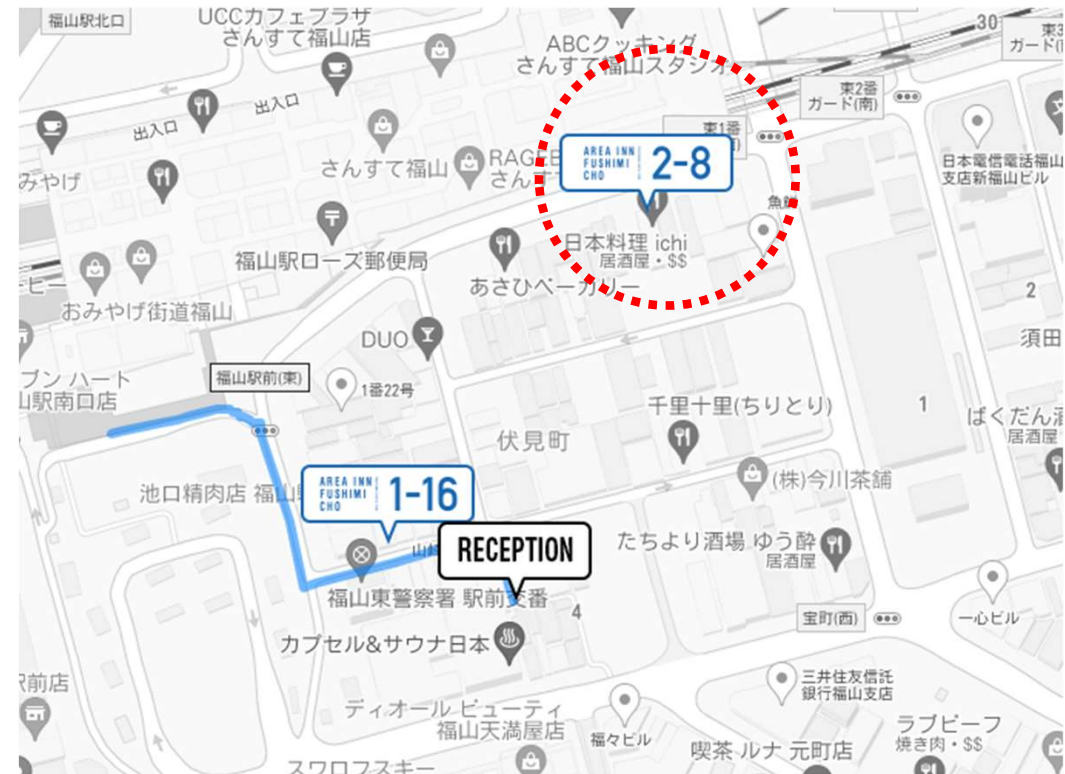 福山駅北口
UCCカフェプラザ
さんすて福山店
ABCクッキング
さんすて福山スタジオ
30
東3
ガード(
東2番
ガード(南)
出入口
出入口
東1番
日本電信電話福山
支店新福山ビル
みやげ
さんすて福山
RAGEB
さんす
AREA INN
FUSHIMI
CHO
2-8
魚鮮
福山駅ローズ郵便局
日本料理 ichi
居酒屋・$$
あさひベーカリー
ービー
おみやげ街道福山
2
須田
DUO
ブン ハート
山駅南口店
福山駅前(東)
1番22号
千里十里(ちりとり)
1
ばくだん
居酒屋
伏見町
池口精肉店 福山
AREA INN
FUSHIMI
CHO
1-16
(株)今川茶舗
RECEPTION
たちより酒場 ゆう酔
居酒屋
福山東警察署 駅前交番
4
宝町(西)
一心ビル
カプセル&サウナ日本
駅前店
三井住友信託
銀行福山支店
ディオール ビューティ
福山天満屋店
福々ビル
喫茶 ルナ 元町店
ラブビーフ
焼き肉・$$
スワロフスキー